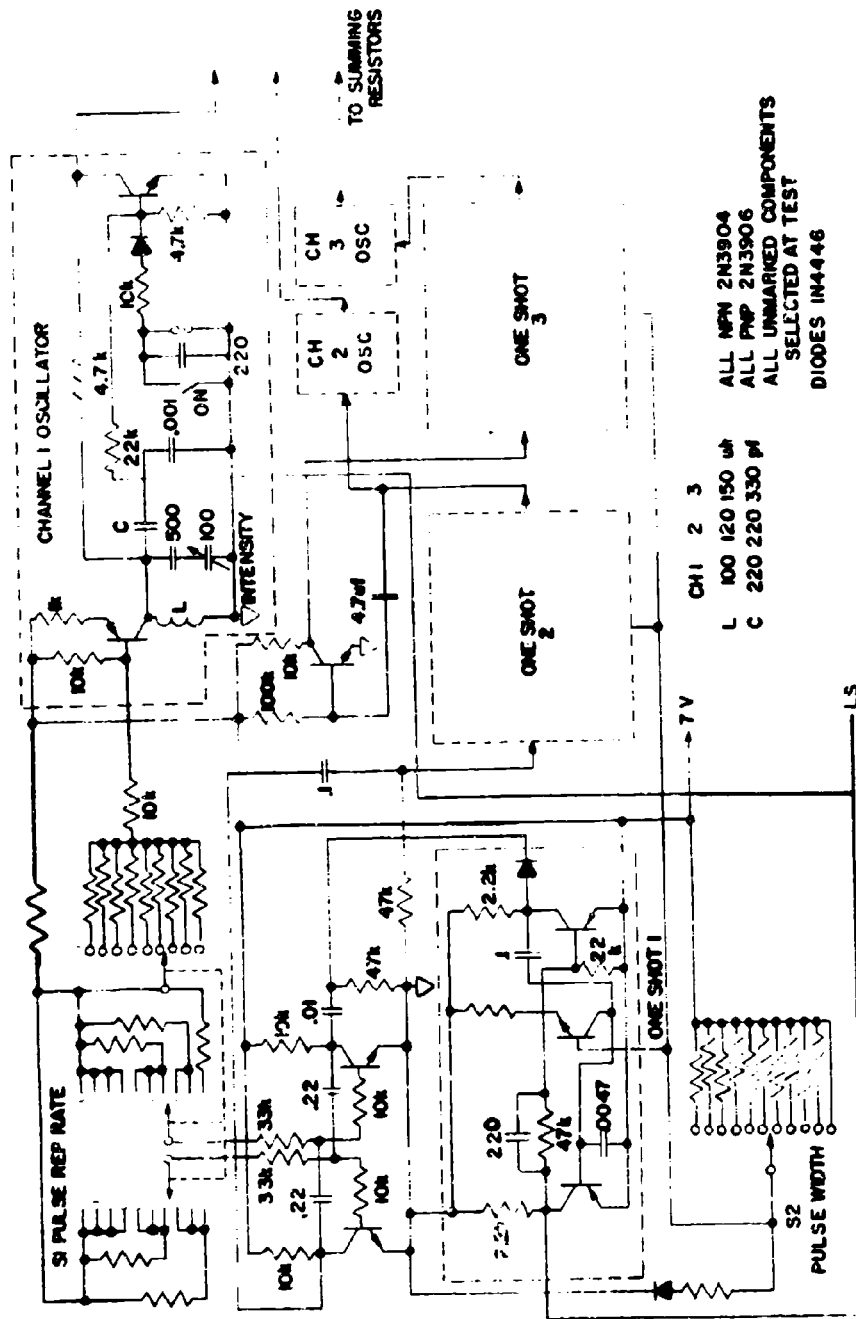 S1 PULSE REP RATE
CHANNEL 1 OSCILLATOR
10k
10k
1k
L
INTENSITY
C
500
100
22k
4.7k
.001
ON
220
10k
4.7k
TO SUMMING
RESISTORS
33k
33k
10k
.22
10k
.22
10k
10k
.01
47k
47k
.1
100k
10k
4.7uf
CH
2
OSC
CH
3
OSC
ONE SHOT
2
ONE SHOT
3
220
47k
.0047
.1
2.2k
22
k
ONE SHOT 1
7 V
S2
PULSE WIDTH
LS
CH 1 2 3
L 100 120 150 uh
C 220 220 330 pf
ALL NPN 2N3904
ALL PNP 2N3906
ALL UNMARKED COMPONENTS
SELECTED AT TEST
DIODES IN4446